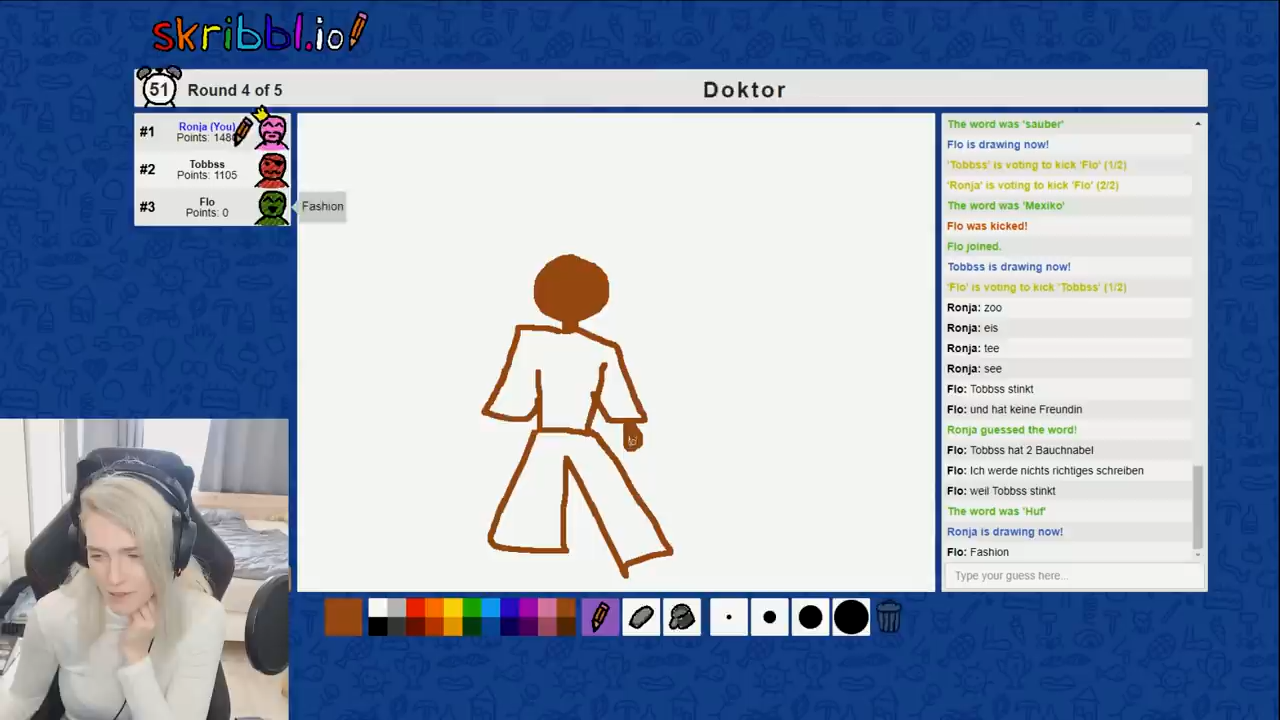 skribbl.io
51 Round 4 of 5
Doktor
#1 Ronja (You)
Points: 148
#2 Tobbss
Points: 1105
#3 Flo
Points: 0
Fashion
The word was 'sauber'
Flo is drawing now!
'Tobbss' is voting to kick 'Flo' (1/2)
'Ronja' is voting to kick 'Flo' (2/2)
The word was 'Mexiko'
Flo was kicked!
Flo joined.
Tobbss is drawing now!
'Flo' is voting to kick 'Tobbss' (1/2)
Ronja: zoo
Ronja: eis
Ronja: tee
Ronja: see
Flo: Tobbss stinkt
Flo: und hat keine Freundin
Ronja guessed the word!
Flo: Tobbss hat 2 Bauchnabel
Flo: Ich werde nichts richtiges schreiben
Flo: weil Tobbss stinkt
The word was 'Huf'
Ronja is drawing now!
Flo: Fashion
Type your guess here...